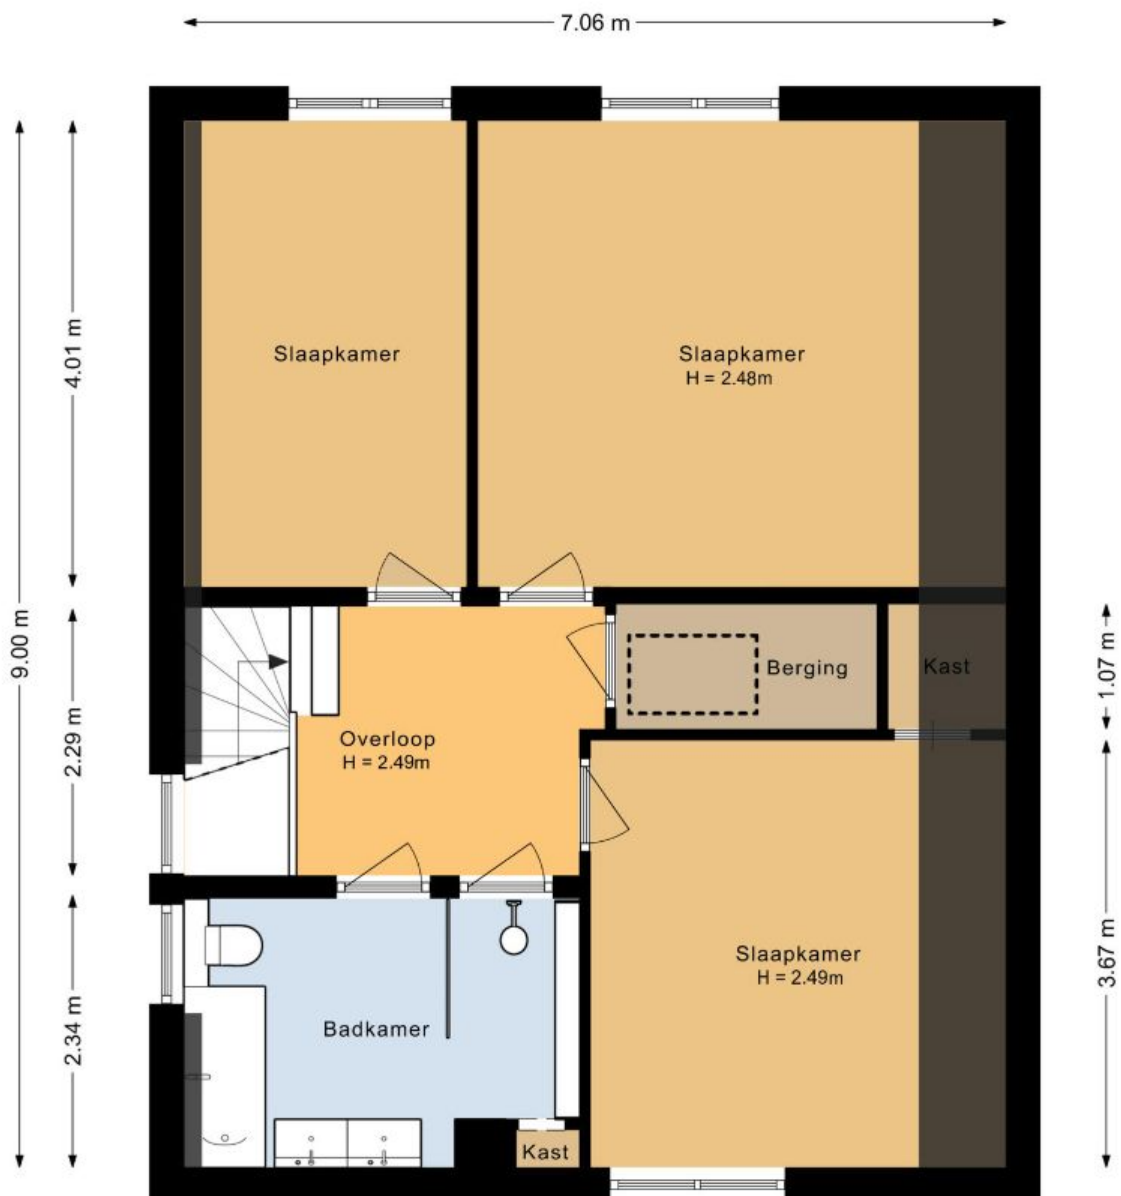 7.06 m
9.00 m
4.01 m
Slaapkamer
Slaapkamer
H = 2.48m
2.29 m
Berging
Kast
1.07 m
Overloop
H = 2.49m
2.34 m
Badkamer
Slaapkamer
H = 2.49m
3.67 m
Kast